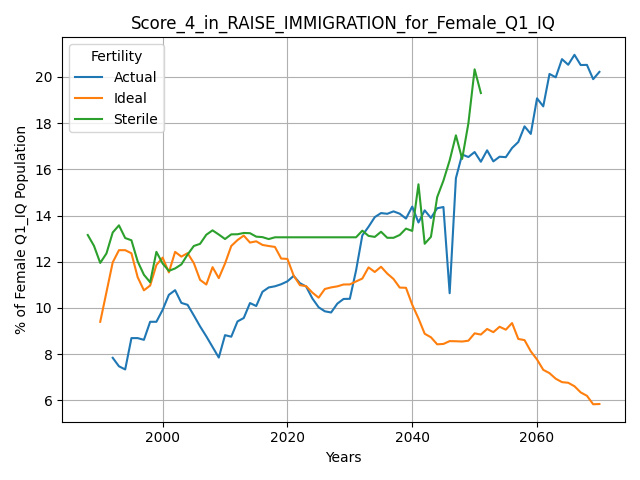 Score_4_in_RAISE_IMMIGRATION_for_Female_Q1_IQ
Fertility
Actual
Ideal
Sterile
% of Female Q1_IQ Population
20
18
16
14
12
10
8
6
2000
2020
2040
2060
Years